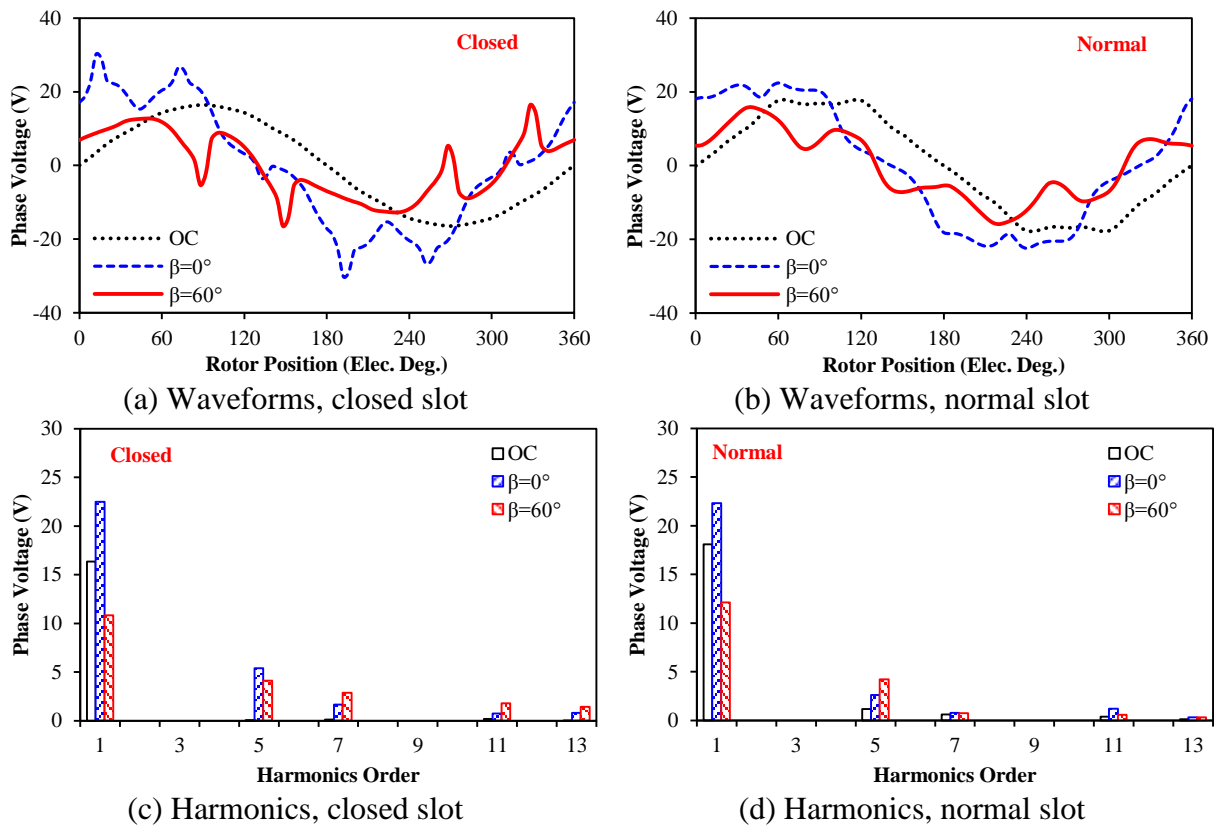 Phase Voltage (V)
40
20
0
-20
-40
Closed
OC
β=0°
β=60°
0 60 120 180 240 300 360
Rotor Position (Elec. Deg.)
(a) Waveforms, closed slot
Phase Voltage (V)
40
20
0
-20
-40
Normal
OC
β=0°
β=60°
0 60 120 180 240 300 360
Rotor Position (Elec. Deg.)
(b) Waveforms, normal slot
Phase Voltage (V)
30
25
20
15
10
5
0
Closed
OC
β=0°
β=60°
1 3 5 7 9 11 13
Harmonics Order
(c) Harmonics, closed slot
Phase Voltage (V)
30
25
20
15
10
5
0
Normal
OC
β=0°
β=60°
1 3 5 7 9 11 13
Harmonics Order
(d) Harmonics, normal slot